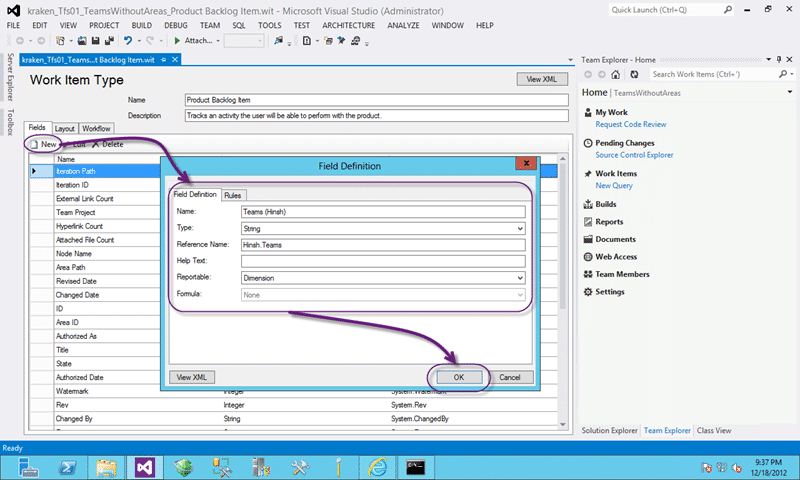 kraken_Tfs01_TeamsWithoutAreas_Product Backlog Item.wit - Microsoft Visual Studio (Administrator)
Quick Launch (Ctrl+Q)
FILE EDIT VIEW PROJECT BUILD DEBUG TEAM SQL TOOLS TEST ARCHITECTURE ANALYZE WINDOW HELP
Attach...
kraken_Tfs01_Teams...t Backlog Item.wit
Server Explorer
Toolbox
Work Item Type
View XML
Name
Product Backlog Item
Description
Tracks an activity the user will be able to perform with the product.
Fields Layout Workflow
New Edit Delete
Name
Iteration Path
Iteration ID
External Link Count
Team Project
Hyperlink Count
Attached File Count
Node Name
Area Path
Revised Date
Changed Date
ID
Area ID
Authorized As
Title
State
Authorized Date
Watermark Integer System.Watermark
Rev Integer System.Rev
Changed By String System.ChangedBy
Field Definition
Field Definition Rules
Name: Teams (Hinsh)
Type: String
Reference Name: Hinsh.Teams
Help Text:
Reportable: Dimension
Formula: None
View XML OK Cancel
Team Explorer - Home
Search Work Items (Ctrl+')
Home TeamsWithoutAreas
My Work
Request Code Review
Pending Changes
Source Control Explorer
Work Items
New Query
Builds
Reports
Documents
Web Access
Team Members
Settings
Solution Explorer Team Explorer Class View
Ready
9:37 PM
12/18/2012